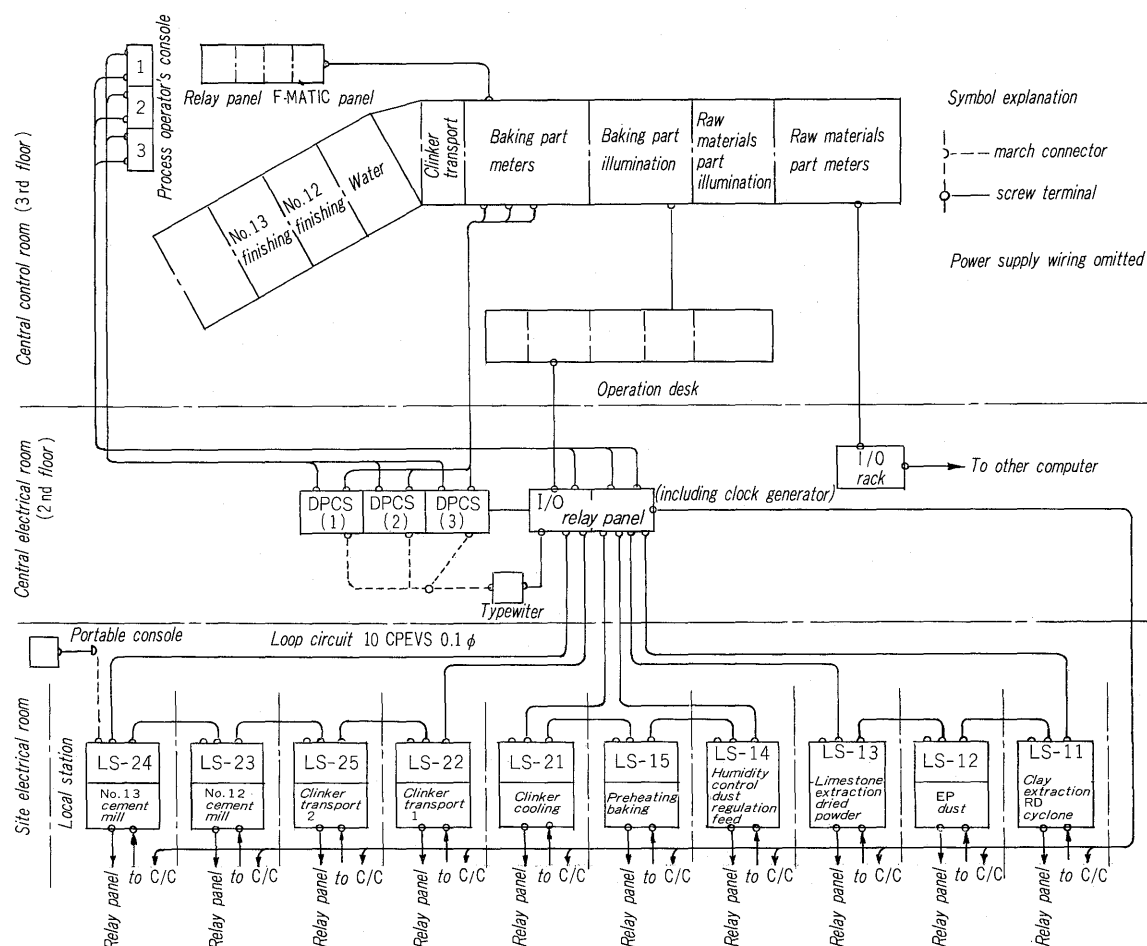 Central control room (3rd floor)
1
2
3
Process operator's console
Relay panel F-MATIC panel
No.13
finishing
No.12
finishing
Water
Clinker
transport
Baking part
meters
Baking part
illumination
Raw
materials
part
illumination
Raw materials
part meters
Symbol explanation
march connector
screw terminal
Power supply wiring omitted
Operation desk
Central electrical room
(2nd floor)
DPCS
(1)
DPCS
(2)
DPCS
(3)
I/O
relay panel
(including clock generator)
I/O
rack
To other computer
Typewiter
Portable console
Loop circuit 10 CPEVS 0.1 φ
Site electrical room
Local station
LS-24
No.13
cement
mill
LS-23
No.12
cement
mill
LS-25
Clinker
transport
2
LS-22
Clinker
transport
1
LS-21
Clinker
cooling
LS-15
Preheating
baking
LS-14
Humidity
control
dust
regulation
feed
LS-13
Limestone
extraction
dried
powder
LS-12
EP
dust
LS-11
Clay
extraction
RD
cyclone
Relay panel
to C/C
Relay panel
to C/C
Relay panel
to C/C
Relay panel
to C/C
Relay panel
to C/C
Relay panel
to C/C
Relay panel
to C/C
Relay panel
to C/C
Relay panel
to C/C
Relay panel
to C/C